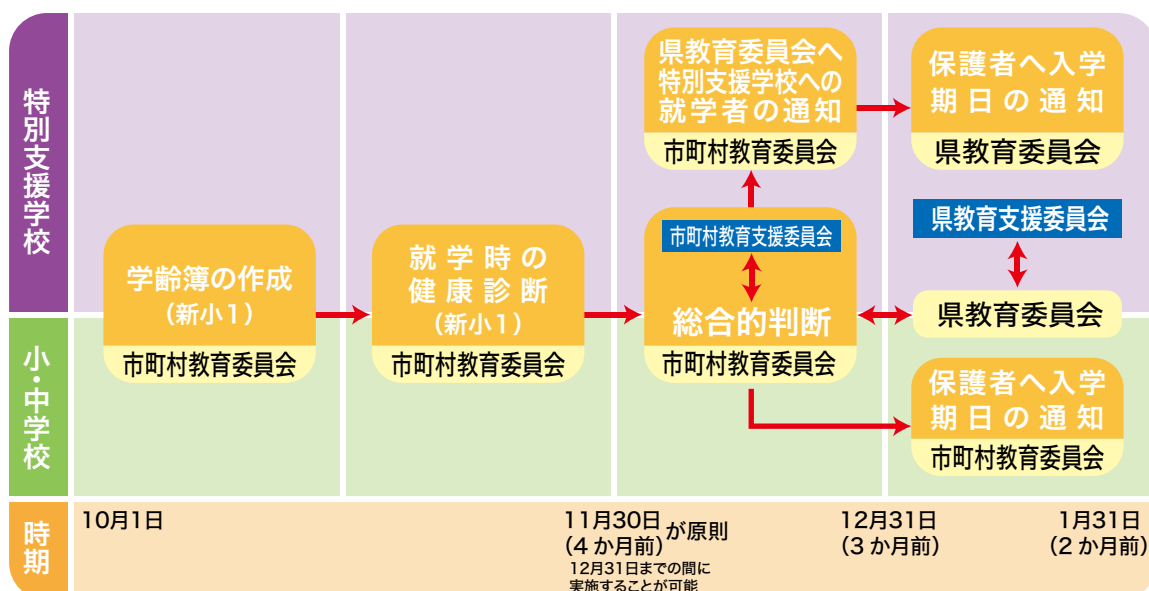 特別支援学校
県教育委員会へ
特別支援学校への
就学者の通知
市町村教育委員会
保護者へ入学
期日の通知
県教育委員会
学齢簿の作成
（新小1）
市町村教育委員会
就学時の
健康診断
（新小1）
市町村教育委員会
市町村教育支援委員会
総合的判断
市町村教育委員会
県教育支援委員会
県教育委員会
小・中学校
保護者へ入学
期日の通知
市町村教育委員会
時期
10月1日
11月30日
（4か月前）が原則
12月31日までの間に
実施することが可能
12月31日
（3か月前）
1月31日
（2か月前）